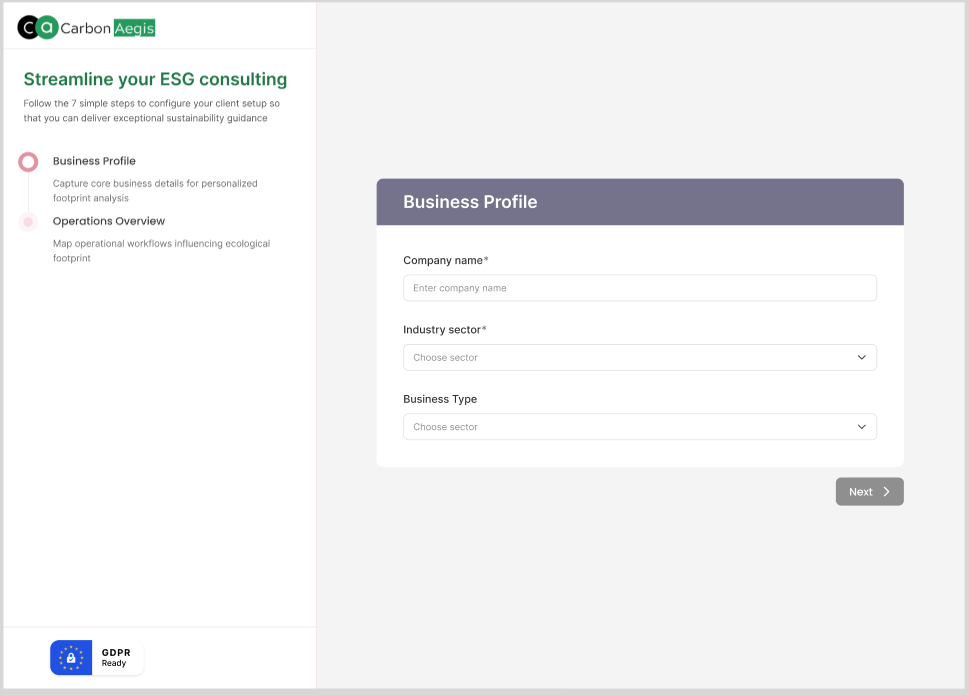 ca Carbon Aegis
Streamline your ESG consulting
Follow the 7 simple steps to configure your client setup so
that you can deliver exceptional sustainability guidance
Business Profile
Capture core business details for personalized
footprint analysis
Operations Overview
Map operational workflows influencing ecological
footprint
Business Profile
Company name*
Enter company name
Industry sector*
Choose sector
Business Type
Choose sector
Next
GDPR
Ready